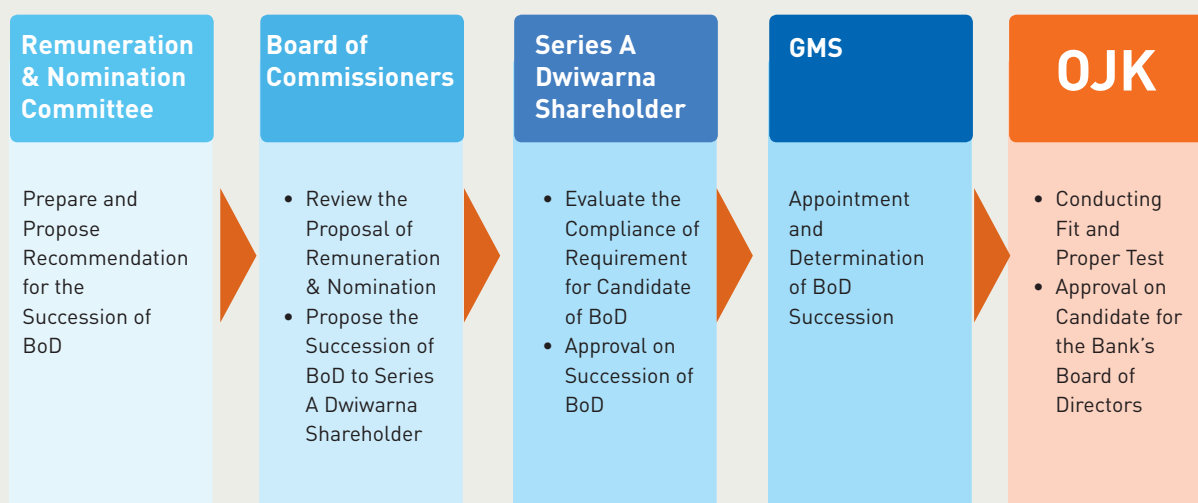 Remuneration
& Nomination
Committee
Prepare and
Propose
Recommendation
for the
Succession of
BoD
Board of
Commissioners
• Review the
Proposal of
Remuneration
& Nomination
• Propose the
Succession of
BoD to Series
A Dwiwarna
Shareholder
Series A
Dwiwarna
Shareholder
• Evaluate the
Compliance of
Requirement
for Candidate
of BoD
• Approval on
Succession of
BoD
GMS
Appointment
and
Determination
of BoD
Succession
OJK
• Conducting
Fit and
Proper Test
• Approval on
Candidate for
the Bank’s
Board of
Directors